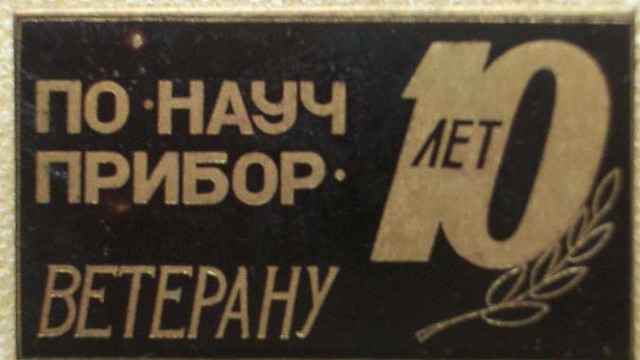 ПО·НАУЧ
ПРИБОР·
10
ЛЕТ
ВЕТЕРАНУ